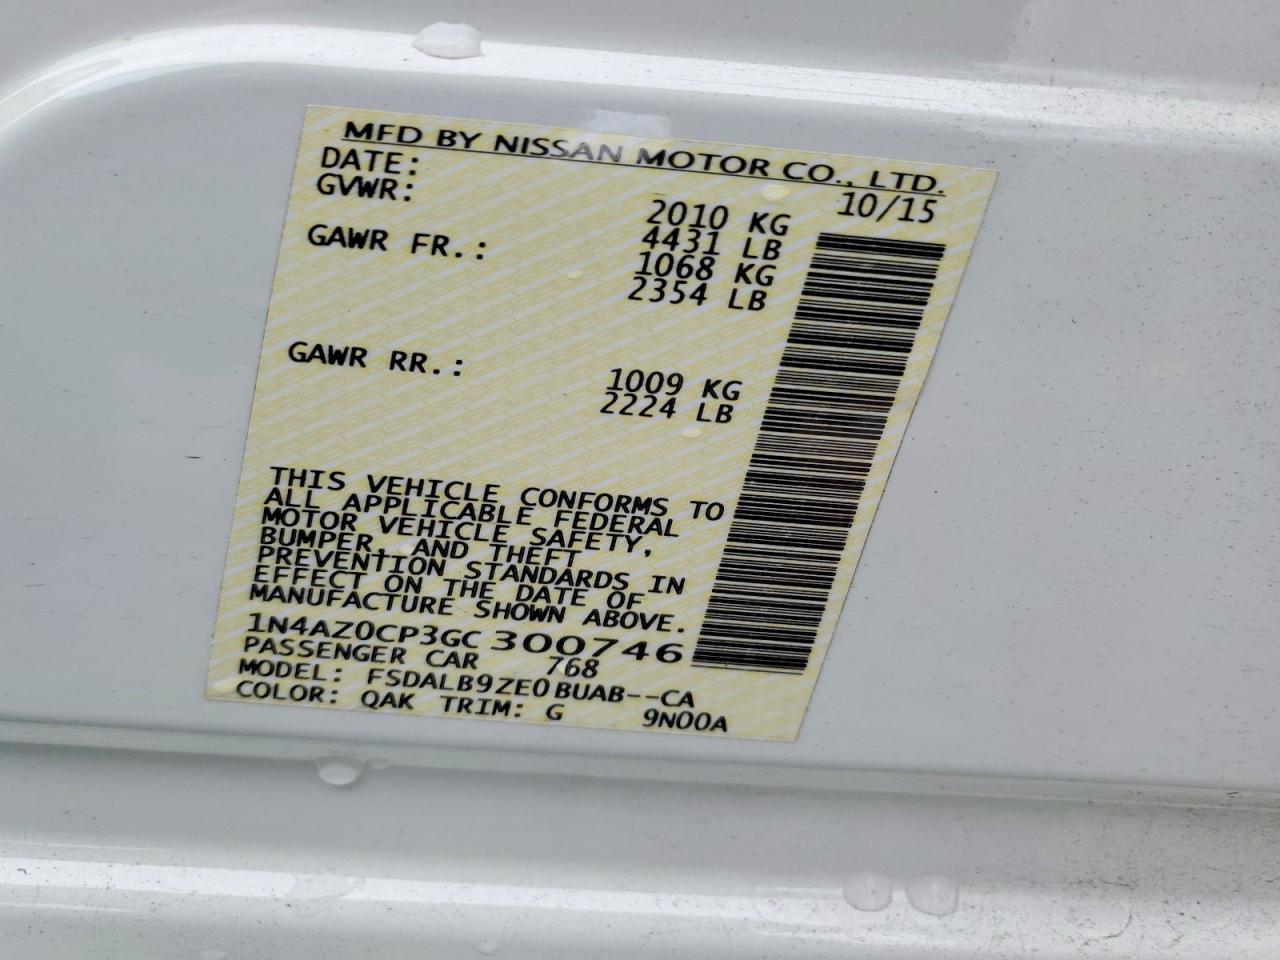 MFD BY NISSAN MOTOR CO., LTD.
DATE: 10/15
GVWR: 2010 KG
4431 LB
GAWR FR.: 1068 KG
2354 LB
GAWR RR.: 1009 KG
2224 LB
THIS VEHICLE CONFORMS TO
ALL APPLICABLE FEDERAL
MOTOR VEHICLE SAFETY,
BUMPER, AND THEFT
PREVENTION STANDARDS IN
EFFECT ON THE DATE OF
MANUFACTURE SHOWN ABOVE.
1N4AZ0CP3GC 300746
PASSENGER CAR 768
MODEL: FSDALB9ZE0BUAB--CA
COLOR: QAK TRIM: G 9N00A